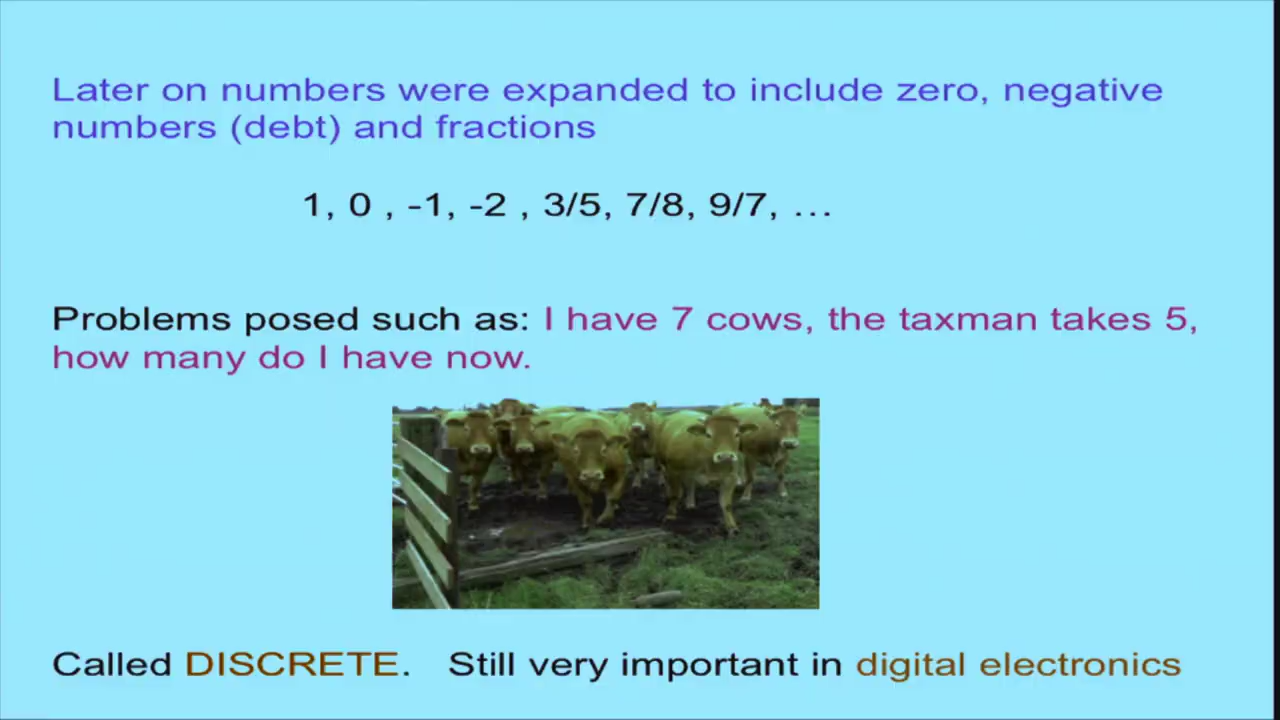 Later on numbers were expanded to include zero, negative
numbers (debt) and fractions
1, 0 , -1, -2 , 3/5, 7/8, 9/7, …
Problems posed such as: I have 7 cows, the taxman takes 5,
how many do I have now.
Called DISCRETE. Still very important in digital electronics